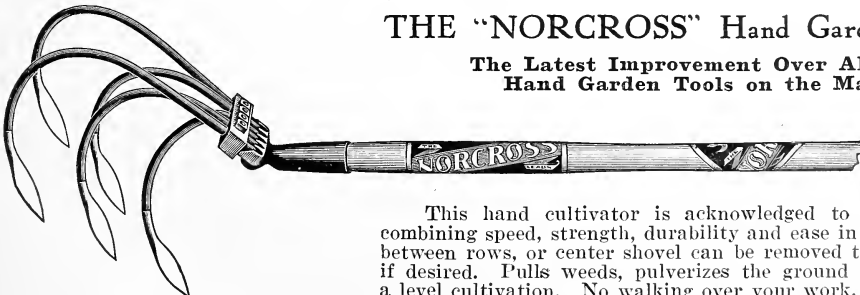 THE “NORCROSS” Hand Gar
The Latest Improvement Over Al
Hand Garden Tools on the Ma
NORCROSS
This hand cultivator is acknowledged to
combining speed, strength, durability and ease in
between rows, or center shovel can be removed t
if desired. Pulls weeds, pulverizes the ground
a level cultivation. No walking over your work.